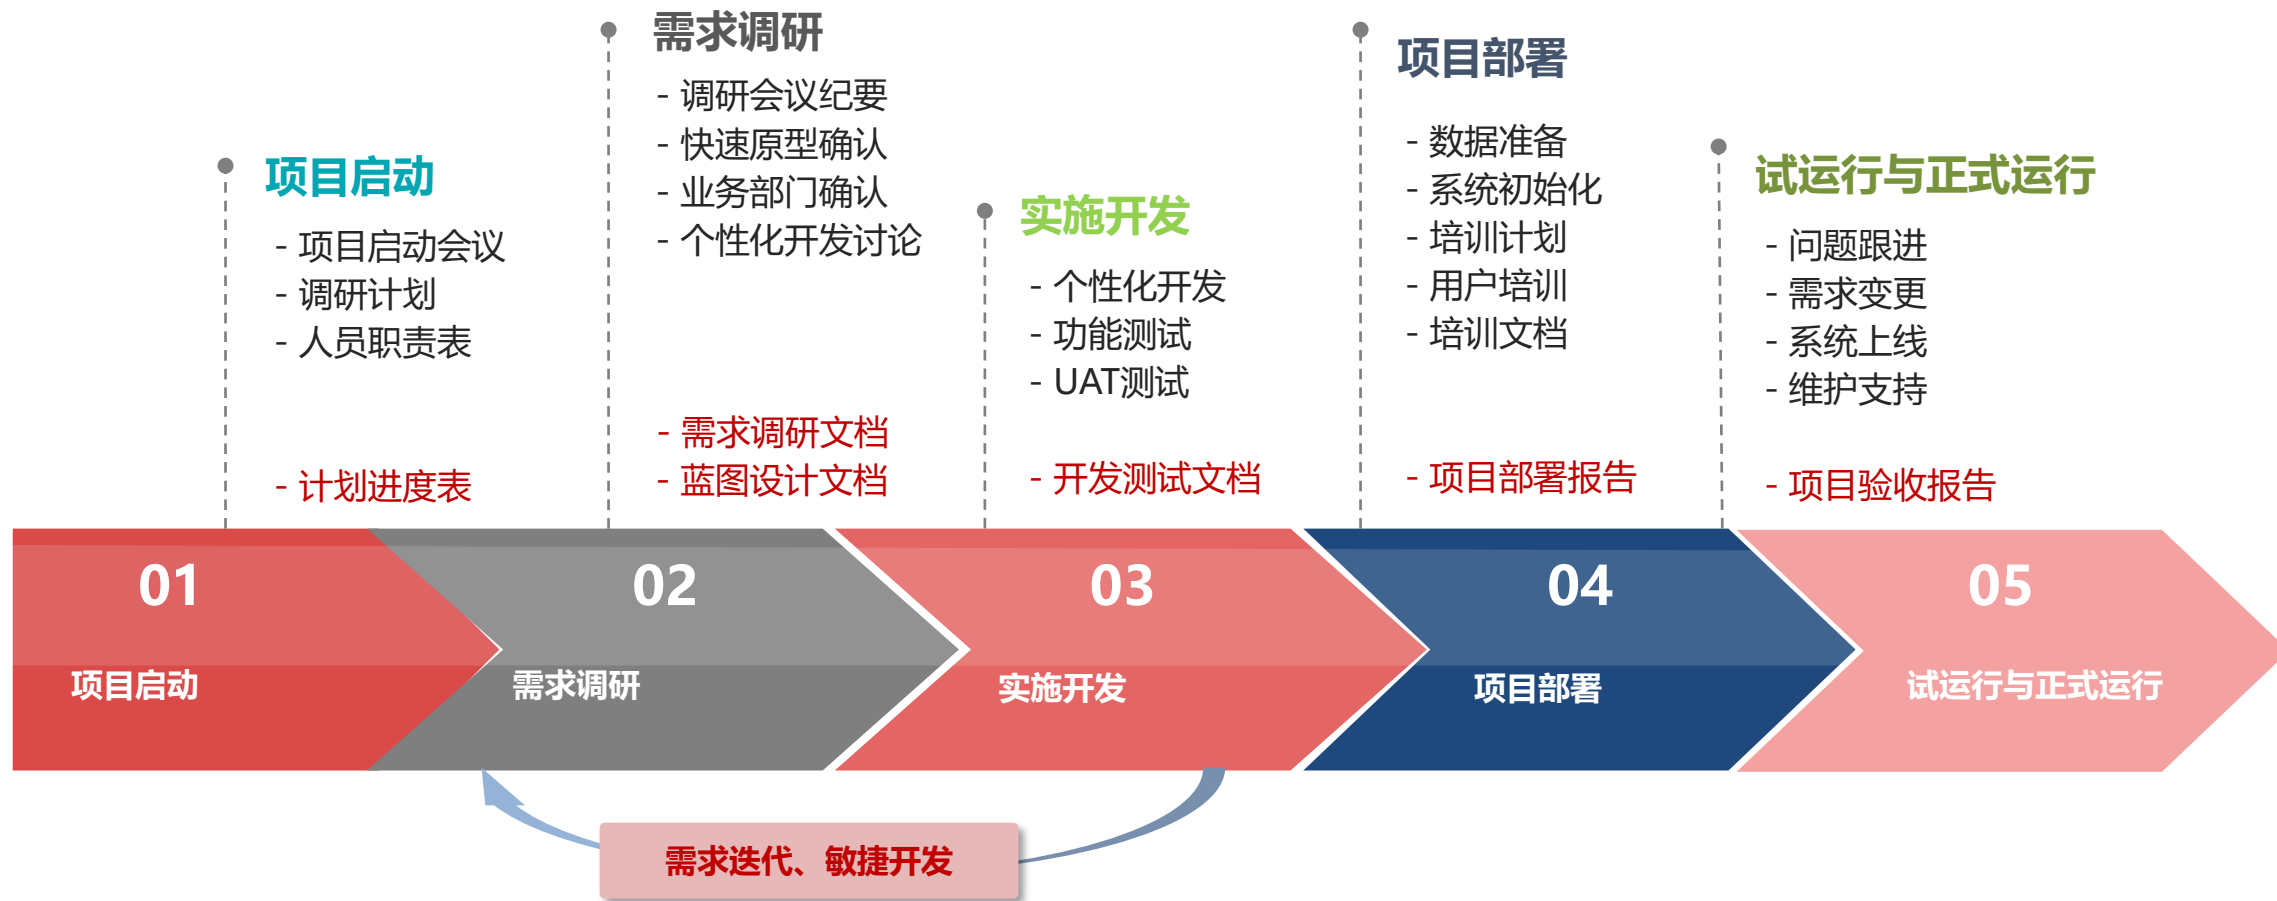 项目启动
- 项目启动会议
- 调研计划
- 人员职责表
- 计划进度表
需求调研
- 调研会议纪要
- 快速原型确认
- 业务部门确认
- 个性化开发讨论
- 需求调研文档
- 蓝图设计文档
实施开发
- 个性化开发
- 功能测试
- UAT测试
- 开发测试文档
项目部署
- 数据准备
- 系统初始化
- 培训计划
- 用户培训
- 培训文档
- 项目部署报告
试运行与正式运行
- 问题跟进
- 需求变更
- 系统上线
- 维护支持
- 项目验收报告
01
项目启动
02
需求调研
03
实施开发
04
项目部署
05
试运行与正式运行
需求迭代、敏捷开发